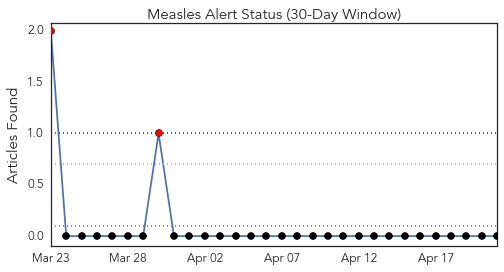 Measles Alert Status (30-Day Window)
Articles Found
2.0
1.5
1.0
0.5
0.0
Mar 23 Mar 28 Apr 02 Apr 07 Apr 12 Apr 17